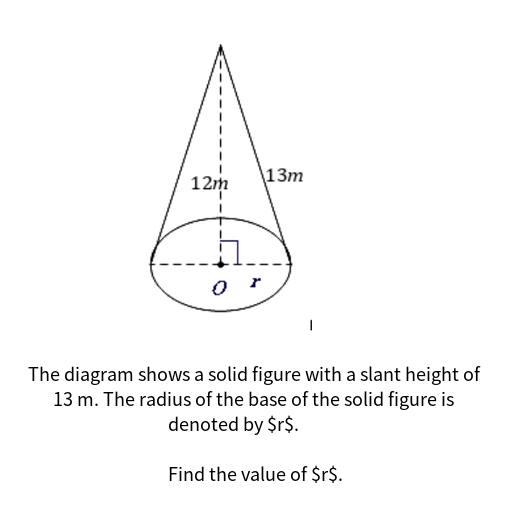 12m
13m
O r
The diagram shows a solid figure with a slant height of
13 m. The radius of the base of the solid figure is
denoted by $r$.
Find the value of $r$.